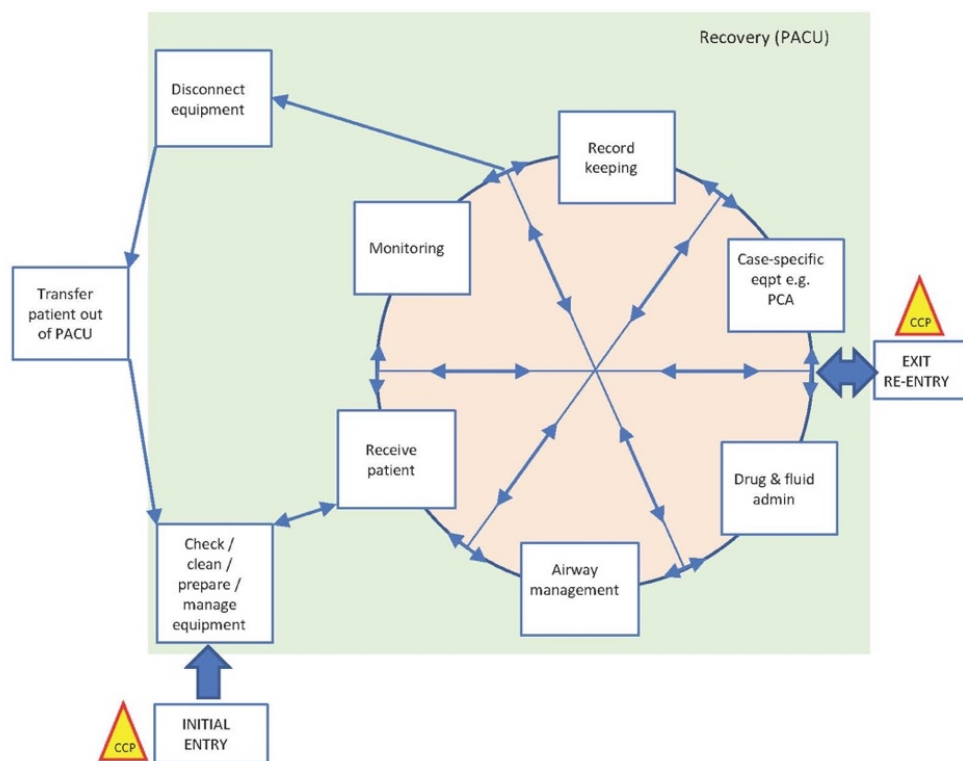 Recovery (PACU)
Disconnect
equipment
Record
keeping
Monitoring
Case-specific
eqpt e.g.
PCA
Transfer
patient out
of PACU
CCP
EXIT
RE-ENTRY
Receive
patient
Drug & fluid
admin
Check /
clean /
prepare /
manage
equipment
Airway
management
CCP
INITIAL
ENTRY